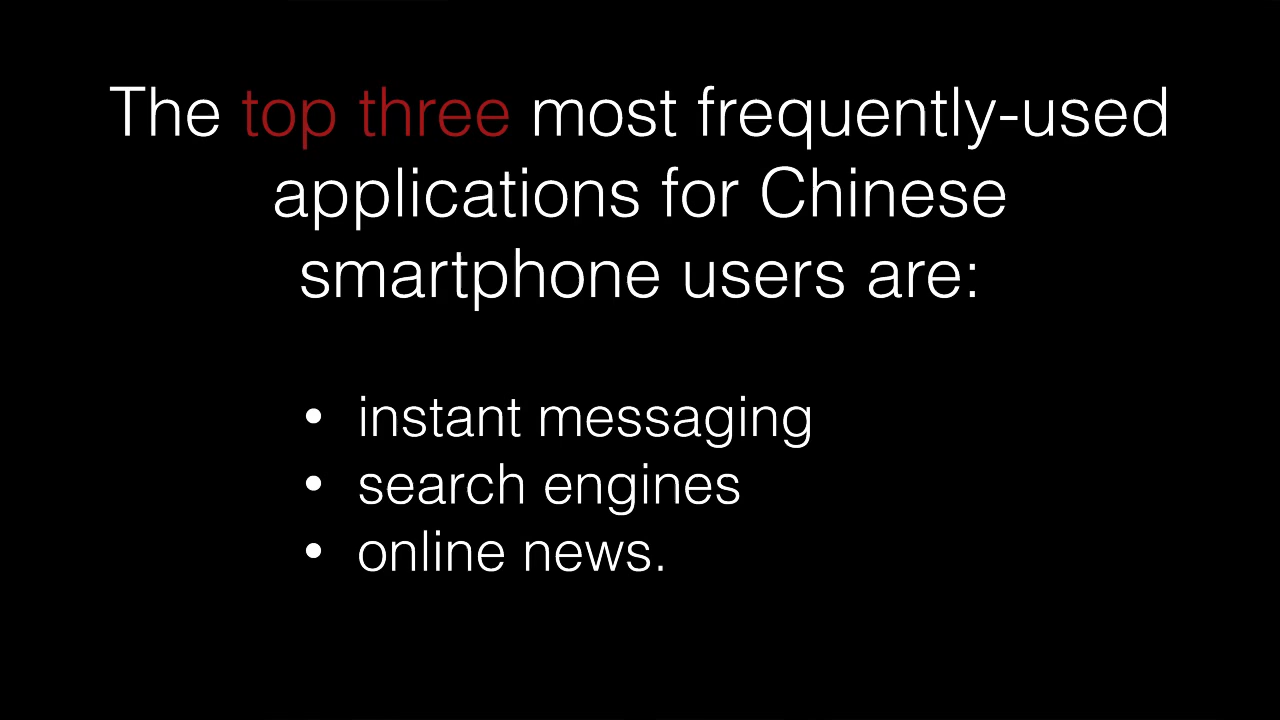 The top three most frequently-used
applications for Chinese
smartphone users are:
• instant messaging
• search engines
• online news.